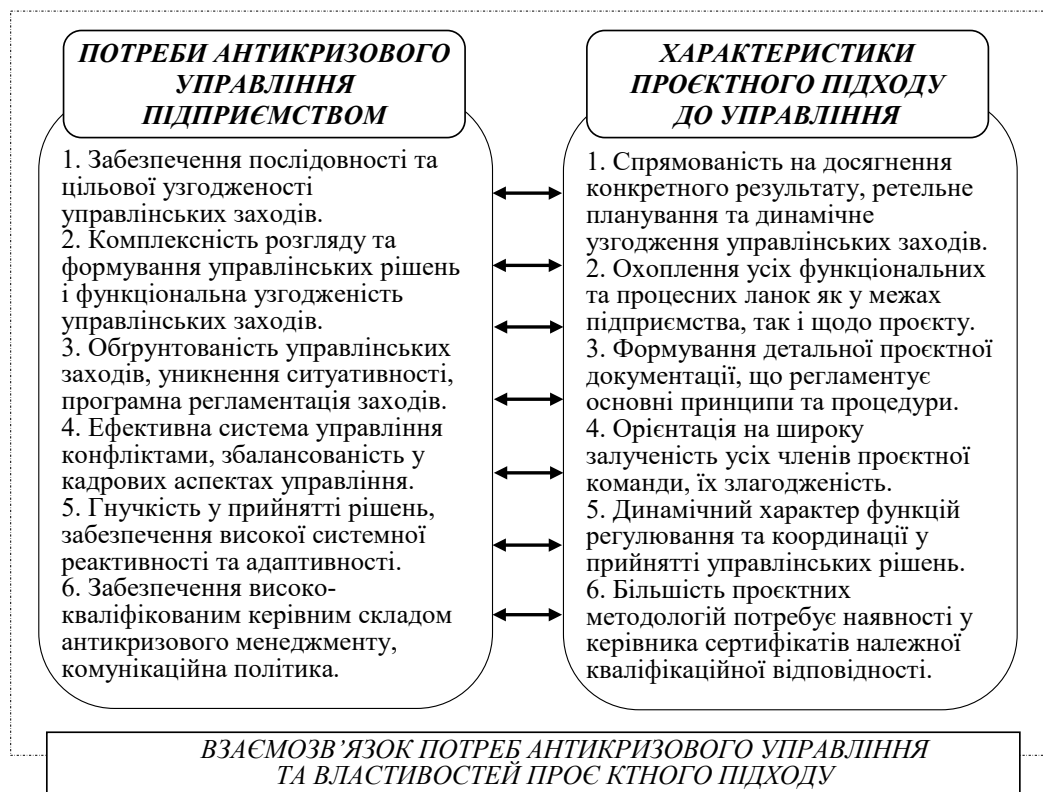 ПОТРЕБИ АНТИКРИЗОВОГО
УПРАВЛІННЯ
ПІДПРИЄМСТВОМ
1. Забезпечення послідовності та
цільової узгодженості
управлінських заходів.
2. Комплексність розгляду та
формування управлінських рішень
і функціональна узгодженість
управлінських заходів.
3. Обґрунтованість управлінських
заходів, уникнення ситуативності,
програмна регламентація заходів.
4. Ефективна система управління
конфліктами, збалансованість у
кадрових аспектах управління.
5. Гнучкість у прийнятті рішень,
забезпечення високої системної
реактивності та адаптивності.
6. Забезпечення високо-
кваліфікованим керівним складом
антикризового менеджменту,
комунікаційна політика.
ХАРАКТЕРИСТИКИ
ПРОЄКТНОГО ПІДХОДУ
ДО УПРАВЛІННЯ
1. Спрямованість на досягнення
конкретного результату, ретельне
планування та динамічне
узгодження управлінських заходів.
2. Охоплення усіх функціональних
та процесних ланок як у межах
підприємства, так і щодо проєкту.
3. Формування детальної проєктної
документації, що регламентує
основні принципи та процедури.
4. Орієнтація на широку
залученість усіх членів проєктної
команди, їх злагодженість.
5. Динамічний характер функцій
регулювання та координації у
прийнятті управлінських рішень.
6. Більшість проєктних
методологій потребує наявності у
керівника сертифікатів належної
кваліфікаційної відповідності.
ВЗАЄМОЗВ’ЯЗОК ПОТРЕБ АНТИКРИЗОВОГО УПРАВЛІННЯ
ТА ВЛАСТИВОСТЕЙ ПРОЄ КТНОГО ПІДХОДУ